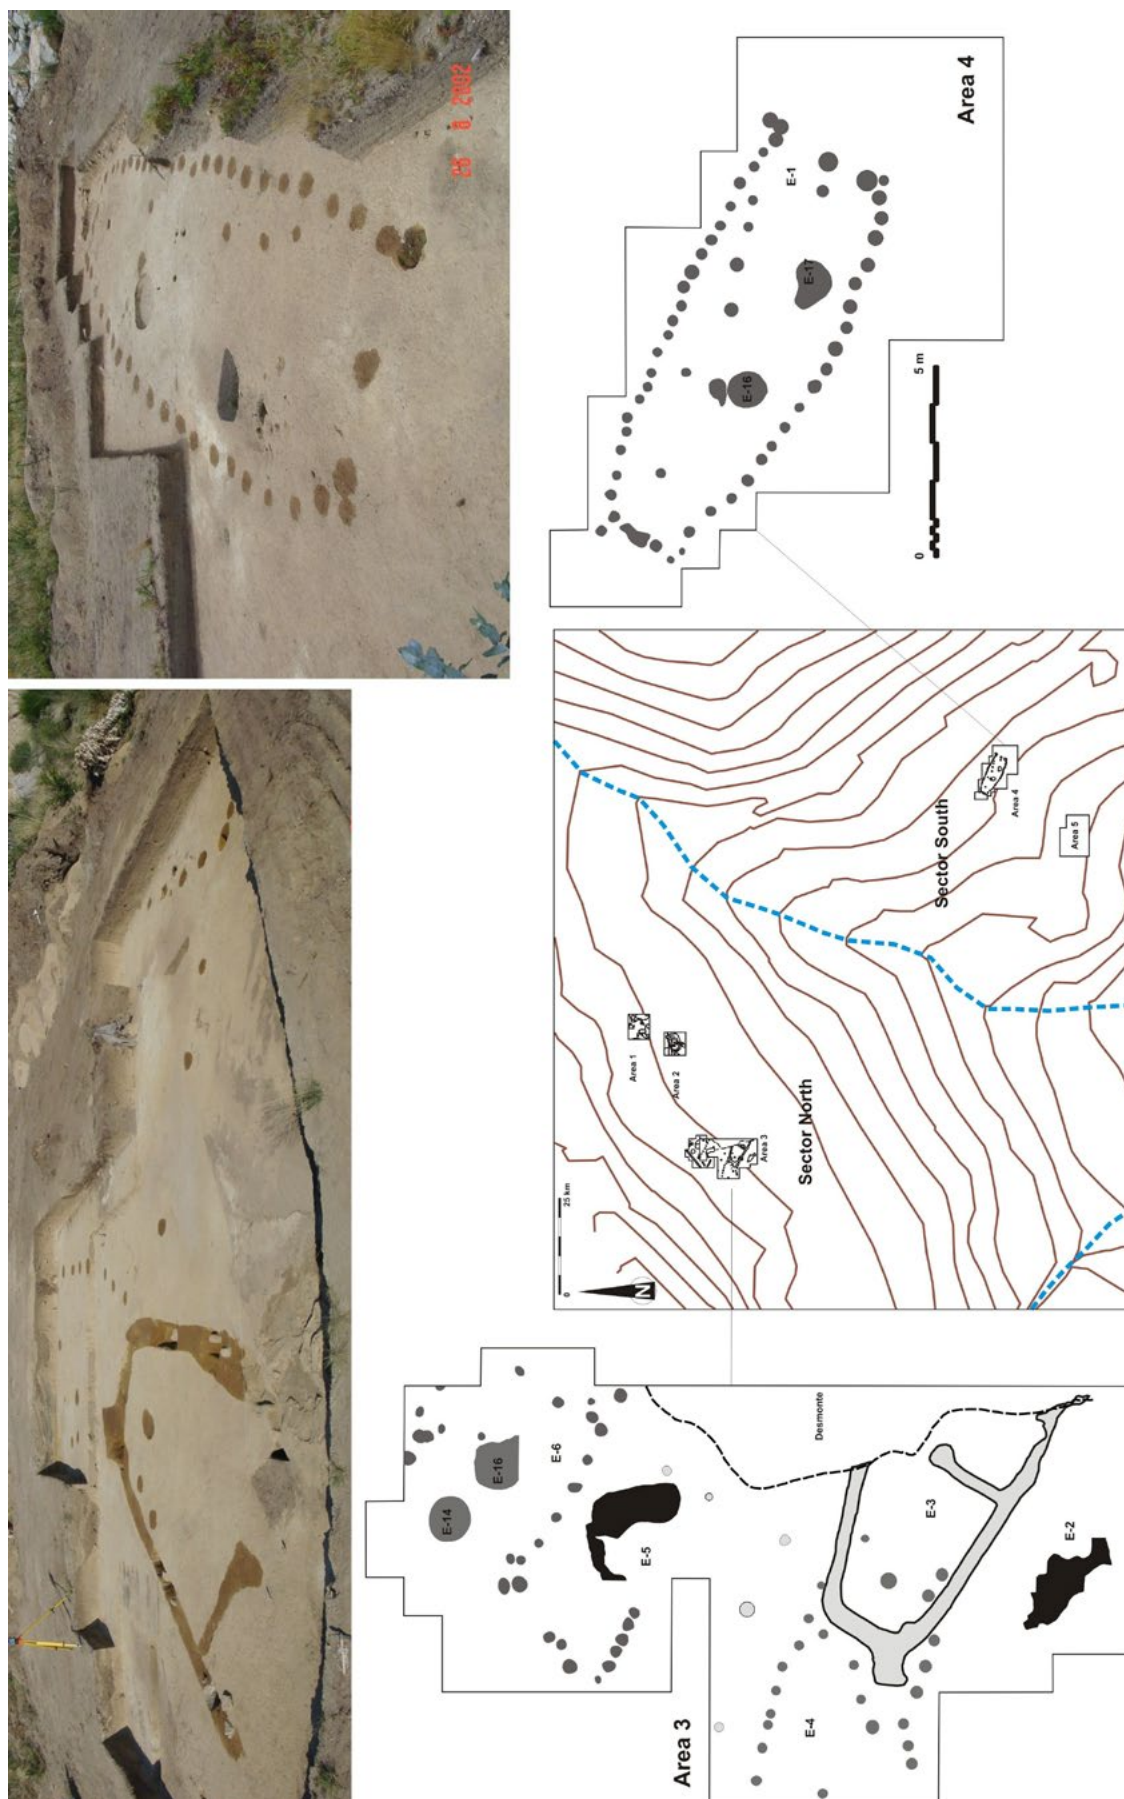 26 8 2002
Area 4
E-1
E-17
E-16
0
5 m
Sector South
Area 4
Area 5
Area 1
Area 2
Area 3
Sector North
0
25 km
N
Area 3
E-14
E-16
E-6
E-5
Desmonte
E-3
E-2
E-4